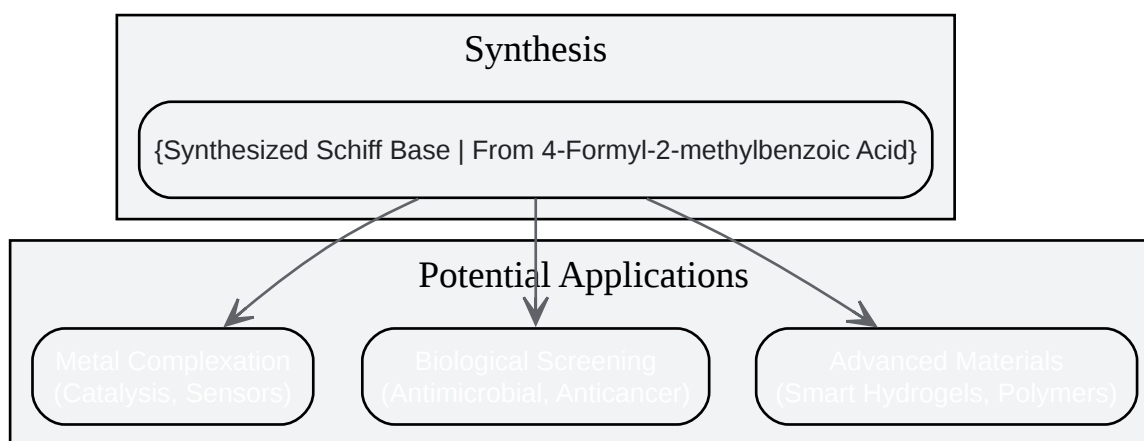 Synthesis
{Synthesized Schiff Base | From 4-Formyl-2-methylbenzoic Acid}
Potential Applications
Metal Complexation
(Catalysis, Sensors)
Biological Screening
(Antimicrobial, Anticancer)
Advanced Materials
(Smart Hydrogels, Polymers)